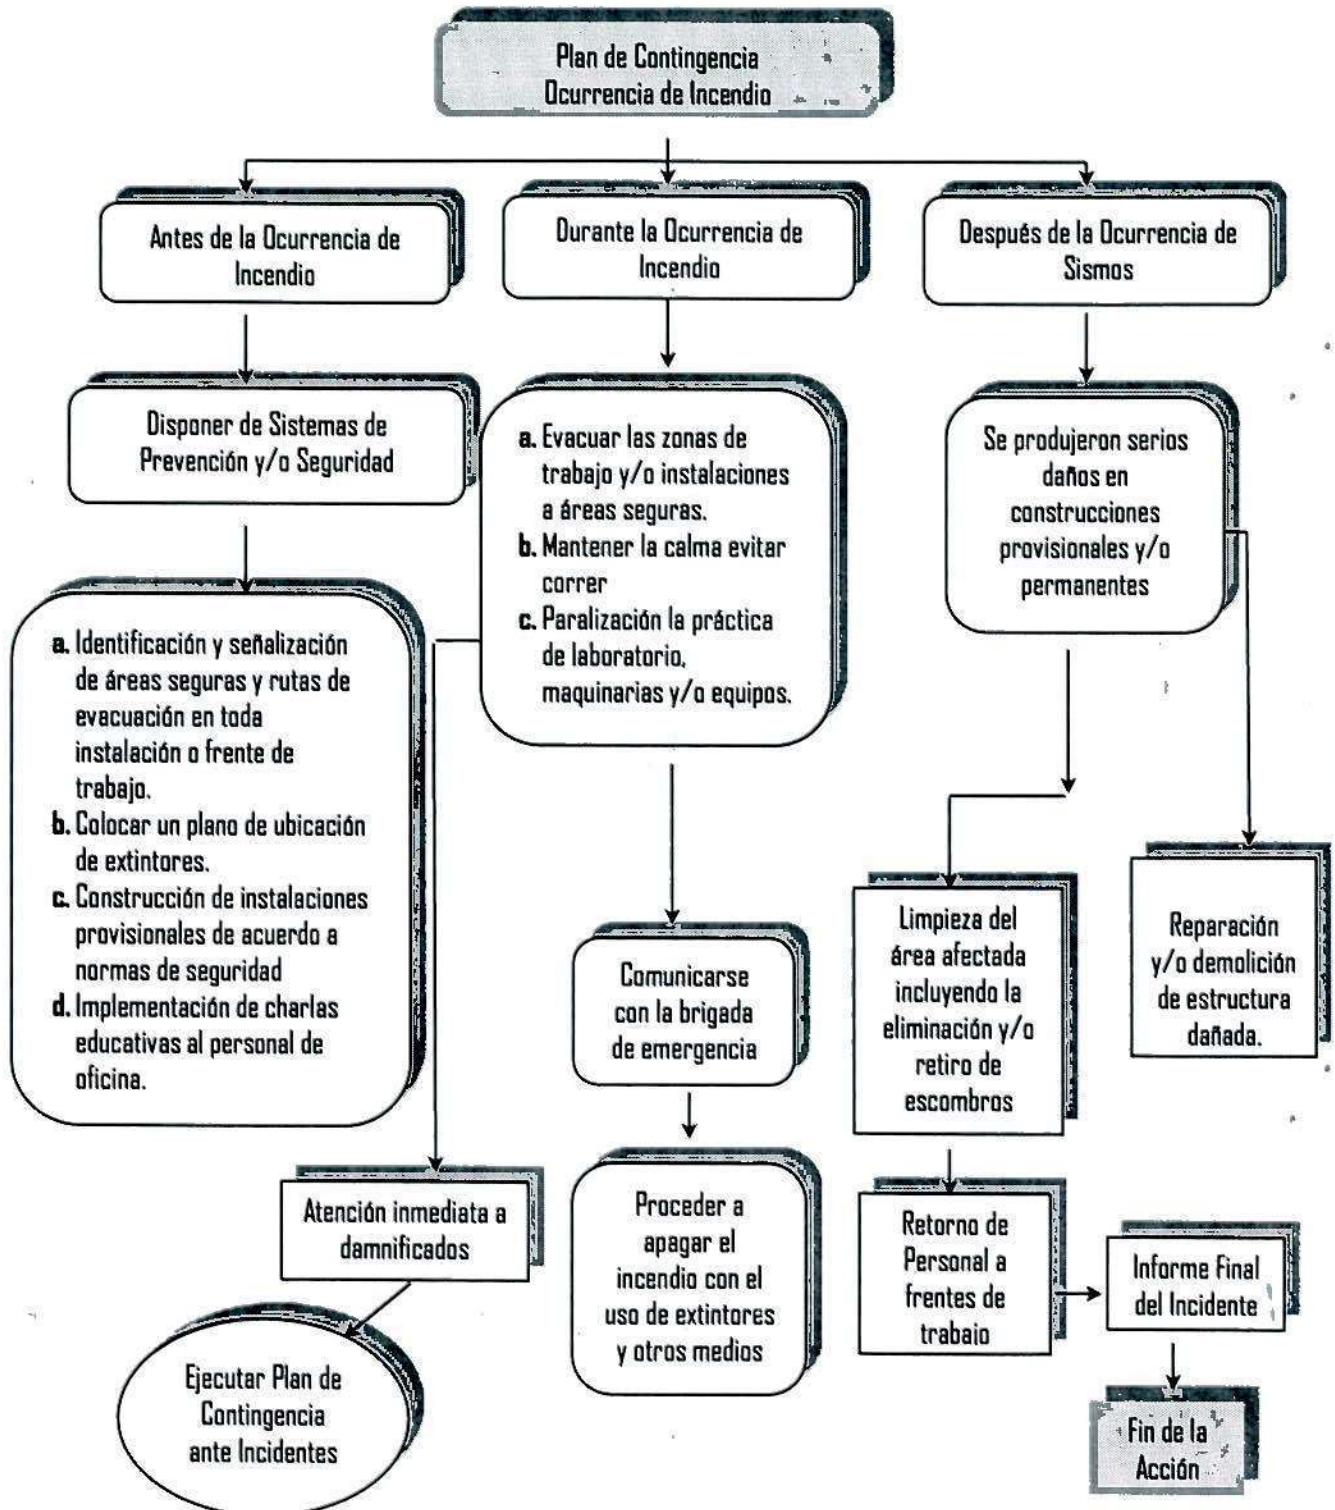 Plan de Contingencia
Ocurrencia de Incendio
Antes de la Ocurrencia de
Incendio
Durante la Ocurrencia de
Incendio
Después de la Ocurrencia de
Sismos
Disponer de Sistemas de
Prevención y/o Seguridad
a. Evacuar las zonas de
trabajo y/o instalaciones
a áreas seguras.
b. Mantener la calma evitar
correr
c. Paralización la práctica
de laboratorio,
maquinarias y/o equipos.
Se produjeron serios
daños en
construcciones
provisionales y/o
permanentes
a. Identificación y señalización
de áreas seguras y rutas de
evacuación en toda
instalación o frente de
trabajo.
b. Colocar un plano de ubicación
de extintores.
c. Construcción de instalaciones
provisionales de acuerdo a
normas de seguridad
d. Implementación de charlas
educativas al personal de
oficina.
Comunicarse
con la brigada
de emergencia
Limpieza del
área afectada
incluyendo la
eliminación y/o
retiro de
escombros
Reparación
y/o demolición
de estructura
dañada.
Atención inmediata a
damnificados
Proceder a
apagar el
incendio con el
uso de extintores
y otros medios
Retorno de
Personal a
frentes de
trabajo
Informe Final
del Incidente
Ejecutar Plan de
Contingencia
ante Incidentes
Fin de la
Acción